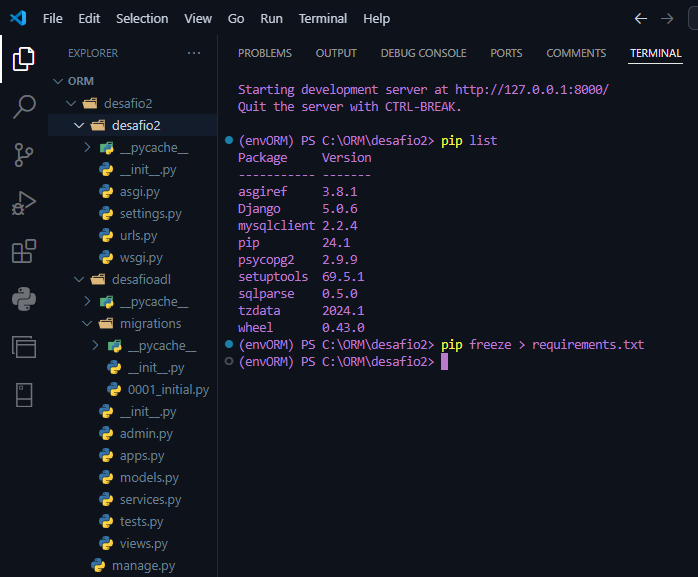 File Edit Selection View Go Run Terminal Help
EXPLORER
ORM
desafio2
desafio2
__pycache__
__init__.py
asgi.py
settings.py
urls.py
wsgi.py
desafioadl
__pycache__
migrations
__pycache__
__init__.py
0001_initial.py
__init__.py
admin.py
apps.py
models.py
services.py
tests.py
views.py
manage.py
PROBLEMS OUTPUT DEBUG CONSOLE PORTS COMMENTS TERMINAL
Starting development server at http://127.0.0.1:8000/
Quit the server with CTRL-BREAK.
(envORM) PS C:\ORM\desafio2> pip list
Package Version
----------- -------
asgiref 3.8.1
Django 5.0.6
mysqlclient 2.2.4
pip 24.1
psycopg2 2.9.9
setuptools 69.5.1
sqlparse 0.5.0
tzdata 2024.1
wheel 0.43.0
(envORM) PS C:\ORM\desafio2> pip freeze > requirements.txt
(envORM) PS C:\ORM\desafio2>